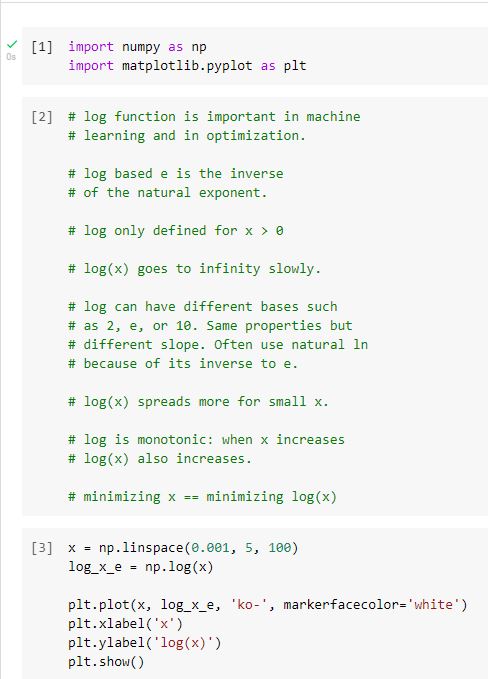 [1] import numpy as np
0s
import matplotlib.pyplot as plt
[2] # log function is important in machine
# learning and in optimization.
# log based e is the inverse
# of the natural exponent.
# log only defined for x > 0
# log(x) goes to infinity slowly.
# log can have different bases such
# as 2, e, or 10. Same properties but
# different slope. Often use natural ln
# because of its inverse to e.
# log(x) spreads more for small x.
# log is monotonic: when x increases
# log(x) also increases.
# minimizing x == minimizing log(x)
[3] x = np.linspace(0.001, 5, 100)
log_x_e = np.log(x)
plt.plot(x, log_x_e, 'ko-', markerfacecolor='white')
plt.xlabel('x')
plt.ylabel('log(x)')
plt.show()